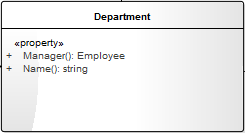 Department
«property»
+ Manager(): Employee
+ Name(): string